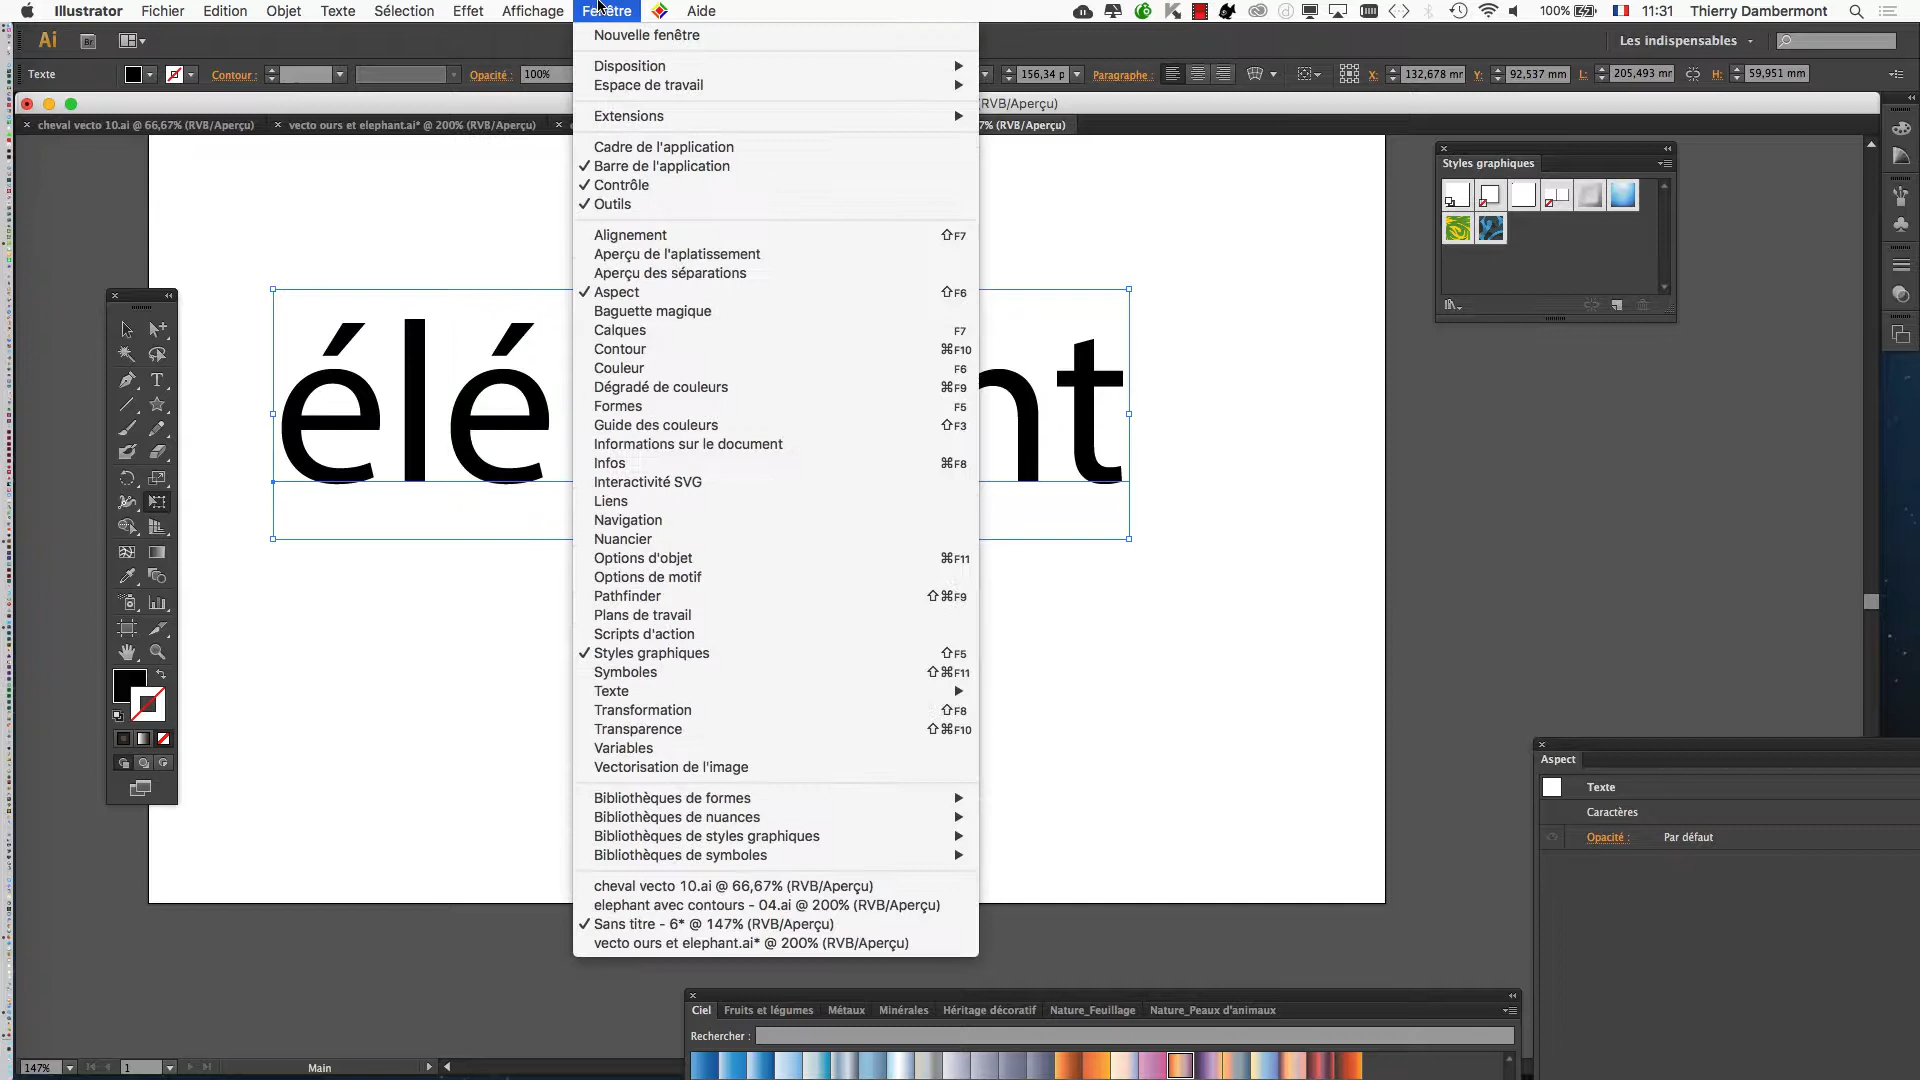 Illustrator Fichier Edition Objet Texte Sélection Effet Affichage Fenêtre Aide 100% 11:31 Thierry Dambermont
Ai Br Les indispensables
Texte Contour : Opacité : 100% 156,34 p Paragraphe : X: 132,678 mr Y: 92,537 mm L: 205,493 mr H: 59,951 mm
(RVB/Aperçu)
cheval vecto 10.ai @ 66,67% (RVB/Aperçu) vecto ours et elephant.ai* @ 200% (RVB/Aperçu) 7% (RVB/Aperçu)
Nouvelle fenêtre
Disposition
Espace de travail
Extensions
Cadre de l'application
✓ Barre de l'application
✓ Contrôle
✓ Outils
Alignement ⇧F7
Aperçu de l'aplatissement
Aperçu des séparations
✓ Aspect ⇧F6
Baguette magique
Calques F7
Contour ⌘F10
Couleur F6
Dégradé de couleurs ⌘F9
Formes F5
Guide des couleurs ⇧F3
Informations sur le document
Infos ⌘F8
Interactivité SVG
Liens
Navigation
Nuancier
Options d'objet ⌘F11
Options de motif
Pathfinder ⇧⌘F9
Plans de travail
Scripts d'action
✓ Styles graphiques ⇧F5
Symboles ⇧⌘F11
Texte
Transformation ⇧F8
Transparence ⇧⌘F10
Variables
Vectorisation de l'image
Bibliothèques de formes
Bibliothèques de nuances
Bibliothèques de styles graphiques
Bibliothèques de symboles
cheval vecto 10.ai @ 66,67% (RVB/Aperçu)
elephant avec contours - 04.ai @ 200% (RVB/Aperçu)
✓ Sans titre - 6* @ 147% (RVB/Aperçu)
vecto ours et elephant.ai* @ 200% (RVB/Aperçu)
élé nt
Styles graphiques
Aspect
Texte
Caractères
Opacité : Par défaut
Ciel Fruits et légumes Métaux Minérales Héritage décoratif Nature_Feuillage Nature_Peaux d'animaux
Rechercher :
147% 1 Main